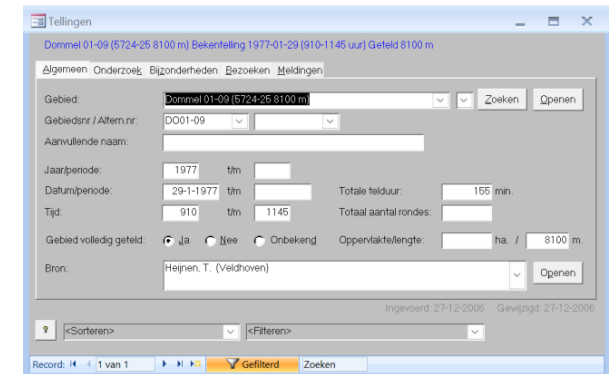 Tellingen
Dommel 01-09 (5724-25 8100 m) Bekentelling 1977-01-29 (910-1145 uur) Geteld 8100 m
Algemeen Onderzoek Bijzonderheden Bezoeken Meldingen
Gebied: Dommel 01-09 (5724-25 8100 m) Zoeken Openen
Gebiedsnr / Altern.nr: DO01-09
Aanvullende naam:
Jaar/periode: 1977 t/m
Datum/periode: 29-1-1977 t/m Totale telduur: 155 min.
Tijd: 910 t/m 1145 Totaal aantal rondes:
Gebied volledig geteld: Ja Nee Onbekend Oppervlakte/lengte: ha. / 8100 m.
Bron: Heijnen, T. (Veldhoven) Openen
Ingevoerd: 27-12-2006 Gewijzigd: 27-12-2006
? <Sorteren> <Filteren>
Record: 1 van 1 Gefilterd Zoeken